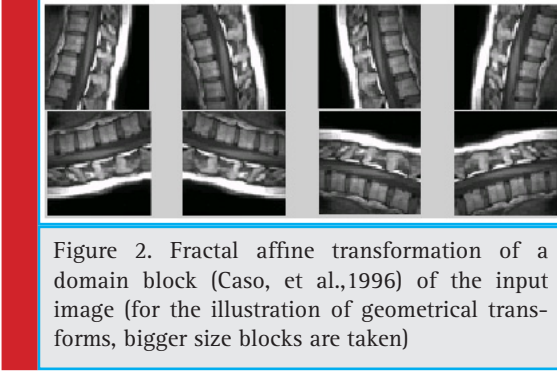 Figure 2. Fractal affine transformation of a
domain block (Caso, et al.,1996) of the input
image (for the illustration of geometrical trans-
forms, bigger size blocks are taken)